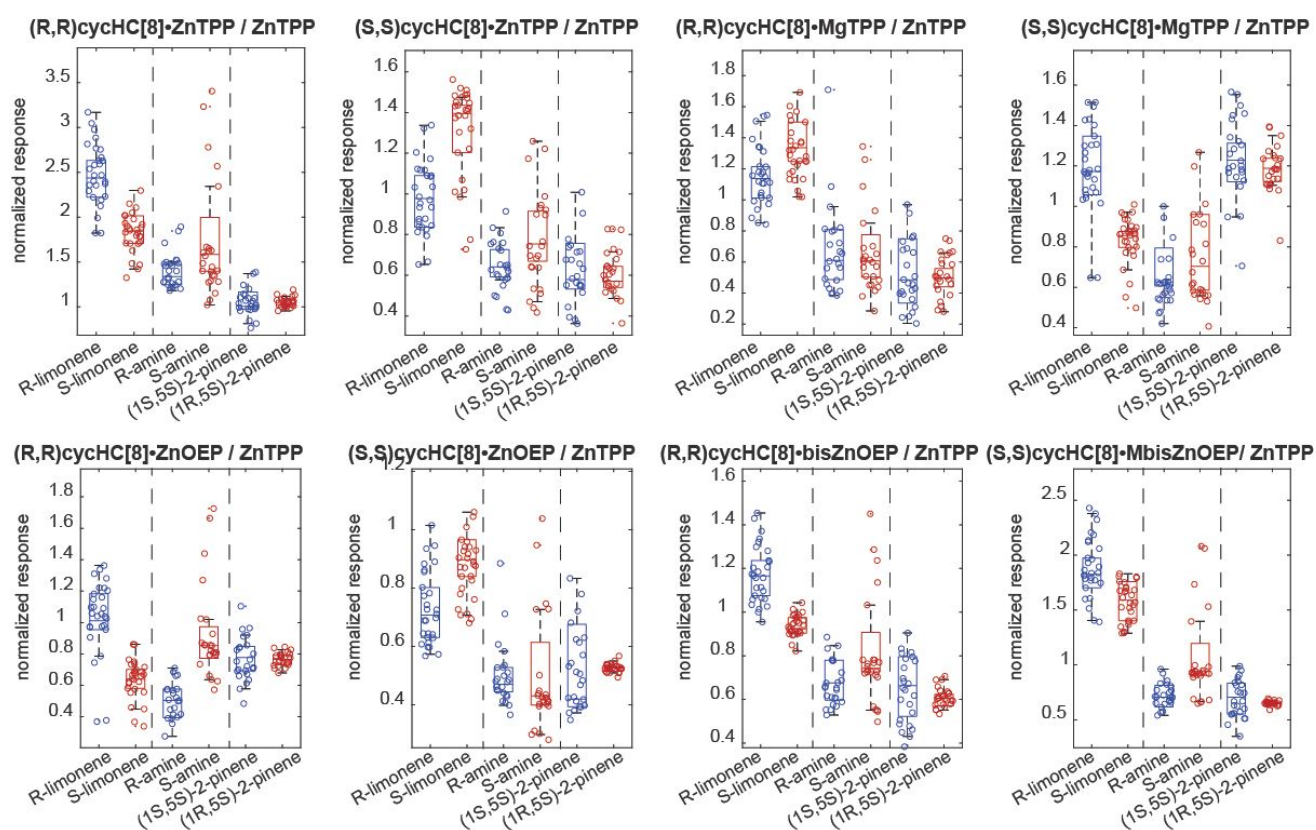 (R,R)cycHC[8]•ZnTPP / ZnTPP
normalized response
3.5
3
2.5
2
1.5
1
R-limonene
S-limonene
R-amine
S-amine
(1S,5S)-2-pinene
(1R,5S)-2-pinene
(S,S)cycHC[8]•ZnTPP / ZnTPP
normalized response
1.6
1.4
1.2
1
0.8
0.6
0.4
R-limonene
S-limonene
R-amine
S-amine
(1S,5S)-2-pinene
(1R,5S)-2-pinene
(R,R)cycHC[8]•MgTPP / ZnTPP
normalized response
1.8
1.6
1.4
1.2
1
0.8
0.6
0.4
0.2
R-limonene
S-limonene
R-amine
S-amine
(1S,5S)-2-pinene
(1R,5S)-2-pinene
(S,S)cycHC[8]•MgTPP / ZnTPP
normalized response
1.6
1.4
1.2
1
0.8
0.6
0.4
R-limonene
S-limonene
R-amine
S-amine
(1S,5S)-2-pinene
(1R,5S)-2-pinene
(R,R)cycHC[8]•ZnOEP / ZnTPP
normalized response
1.8
1.6
1.4
1.2
1
0.8
0.6
0.4
R-limonene
S-limonene
R-amine
S-amine
(1S,5S)-2-pinene
(1R,5S)-2-pinene
(S,S)cycHC[8]•ZnOEP / ZnTPP
normalized response
1.2
1
0.8
0.6
0.4
R-limonene
S-limonene
R-amine
S-amine
(1S,5S)-2-pinene
(1R,5S)-2-pinene
(R,R)cycHC[8]•bisZnOEP / ZnTPP
normalized response
1.6
1.4
1.2
1
0.8
0.6
0.4
R-limonene
S-limonene
R-amine
S-amine
(1S,5S)-2-pinene
(1R,5S)-2-pinene
(S,S)cycHC[8]•MbisZnOEP/ ZnTPP
normalized response
2.5
2
1.5
1
0.5
R-limonene
S-limonene
R-amine
S-amine
(1S,5S)-2-pinene
(1R,5S)-2-pinene